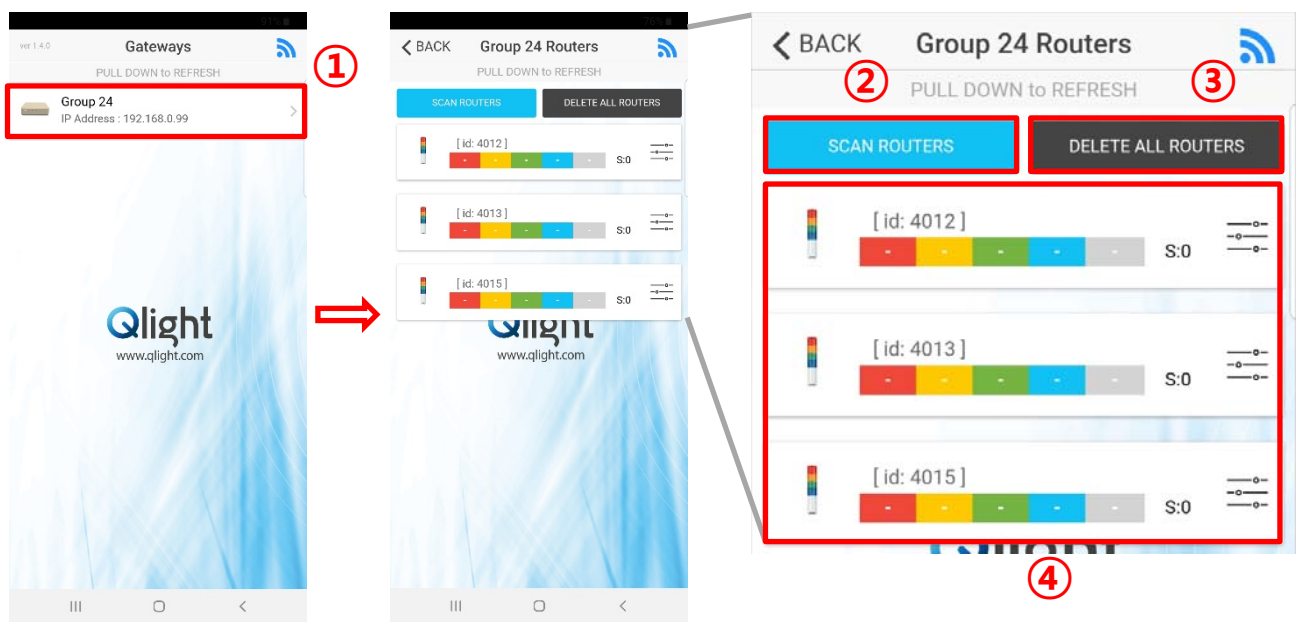 91%
ver 1.4.0
Gateways
PULL DOWN to REFRESH
①
Group 24
IP Address : 192.168.0.99
Qlight
www.qlight.com
76%
BACK
Group 24 Routers
PULL DOWN to REFRESH
SCAN ROUTERS
DELETE ALL ROUTERS
[ id: 4012 ]
- - - - -
S:0
[ id: 4013 ]
- - - - -
S:0
[ id: 4015 ]
- - - - -
S:0
Qlight
www.qlight.com
BACK
Group 24 Routers
②
PULL DOWN to REFRESH
③
SCAN ROUTERS
DELETE ALL ROUTERS
[ id: 4012 ]
- - - - -
S:0
[ id: 4013 ]
- - - - -
S:0
[ id: 4015 ]
- - - - -
S:0
Qlight
④